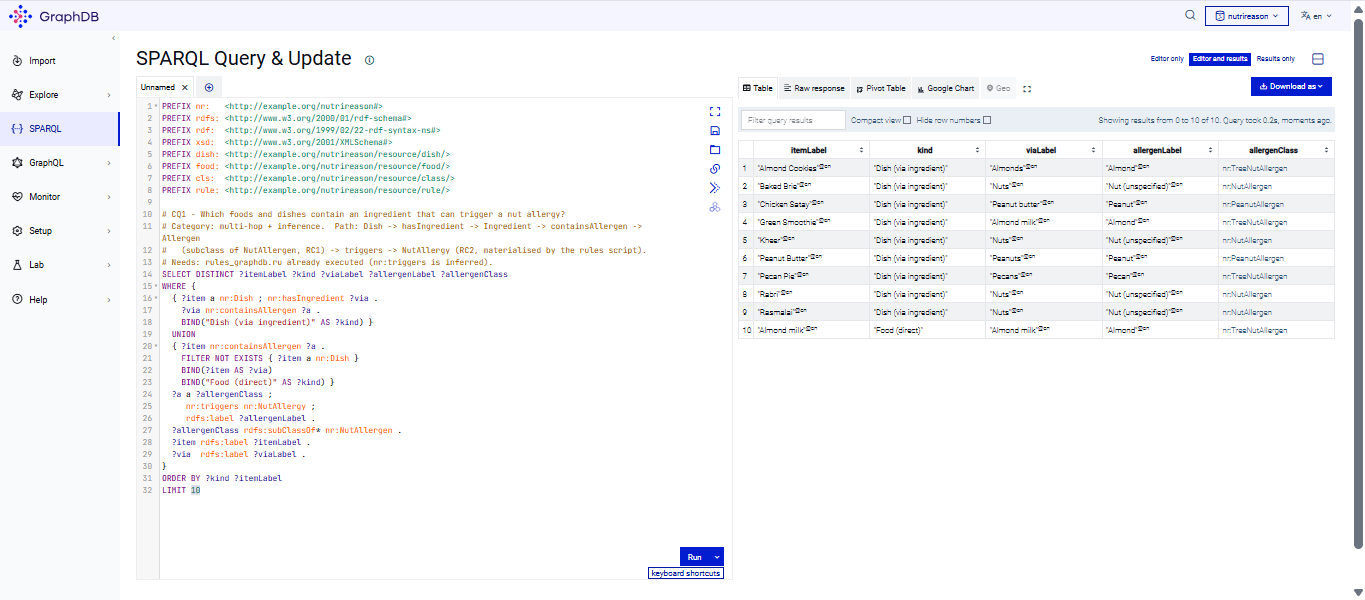 GraphDB
nutrireason
en
Import
Explore
SPARQL
GraphQL
Monitor
Setup
Lab
Help
SPARQL Query & Update
Editor only
Editor and results
Results only
Unnamed
1 PREFIX nr: <http://example.org/nutrireason#>
2 PREFIX rdfs: <http://www.w3.org/2000/01/rdf-schema#>
3 PREFIX rdf: <http://www.w3.org/1999/02/22-rdf-syntax-ns#>
4 PREFIX xsd: <http://www.w3.org/2001/XMLSchema#>
5 PREFIX dish: <http://example.org/nutrireason/resource/dish/>
6 PREFIX food: <http://example.org/nutrireason/resource/food/>
7 PREFIX cls: <http://example.org/nutrireason/resource/class/>
8 PREFIX rule: <http://example.org/nutrireason/resource/rule/>
9
10 # CQ1 - Which foods and dishes contain an ingredient that can trigger a nut allergy?
11 # Category: multi-hop + inference. Path: Dish -> hasIngredient -> Ingredient -> containsAllergen ->
Allergen
12 # (subclass of NutAllergen, RC1) -> triggers -> NutAllergy (RC2, materialised by the rules script).
13 # Needs: rules_graphdb.ru already executed (nr:triggers is inferred).
14 SELECT DISTINCT ?itemLabel ?kind ?viaLabel ?allergenLabel ?allergenClass
15 WHERE {
16 { ?item a nr:Dish ; nr:hasIngredient ?via .
17 ?via nr:containsAllergen ?a .
18 BIND("Dish (via ingredient)" AS ?kind) }
19 UNION
20 { ?item nr:containsAllergen ?a .
21 FILTER NOT EXISTS { ?item a nr:Dish }
22 BIND(?item AS ?via)
23 BIND("Food (direct)" AS ?kind) }
24 ?a a ?allergenClass ;
25 nr:triggers nr:NutAllergy ;
26 rdfs:label ?allergenLabel .
27 ?allergenClass rdfs:subClassOf* nr:NutAllergen .
28 ?item rdfs:label ?itemLabel .
29 ?via rdfs:label ?viaLabel .
30 }
31 ORDER BY ?kind ?itemLabel
32 LIMIT 10
Run
keyboard shortcuts
Table
Raw response
Pivot Table
Google Chart
Geo
Download as
Filter query results
Compact view
Hide row numbers
Showing results from 0 to 10 of 10. Query took 0.2s, moments ago.
itemLabel kind viaLabel allergenLabel allergenClass
1 "Almond Cookies"@en "Dish (via ingredient)" "Almonds"@en "Almond"@en nr:TreeNutAllergen
2 "Baked Brie"@en "Dish (via ingredient)" "Nuts"@en "Nut (unspecified)"@en nr:NutAllergen
3 "Chicken Satay"@en "Dish (via ingredient)" "Peanut butter"@en "Peanut"@en nr:PeanutAllergen
4 "Green Smoothie"@en "Dish (via ingredient)" "Almond milk"@en "Almond"@en nr:TreeNutAllergen
5 "Kheer"@en "Dish (via ingredient)" "Nuts"@en "Nut (unspecified)"@en nr:NutAllergen
6 "Peanut Butter"@en "Dish (via ingredient)" "Peanuts"@en "Peanut"@en nr:PeanutAllergen
7 "Pecan Pie"@en "Dish (via ingredient)" "Pecans"@en "Pecan"@en nr:TreeNutAllergen
8 "Rabri"@en "Dish (via ingredient)" "Nuts"@en "Nut (unspecified)"@en nr:NutAllergen
9 "Rasmalai"@en "Dish (via ingredient)" "Nuts"@en "Nut (unspecified)"@en nr:NutAllergen
10 "Almond milk"@en "Food (direct)" "Almond milk"@en "Almond"@en nr:TreeNutAllergen